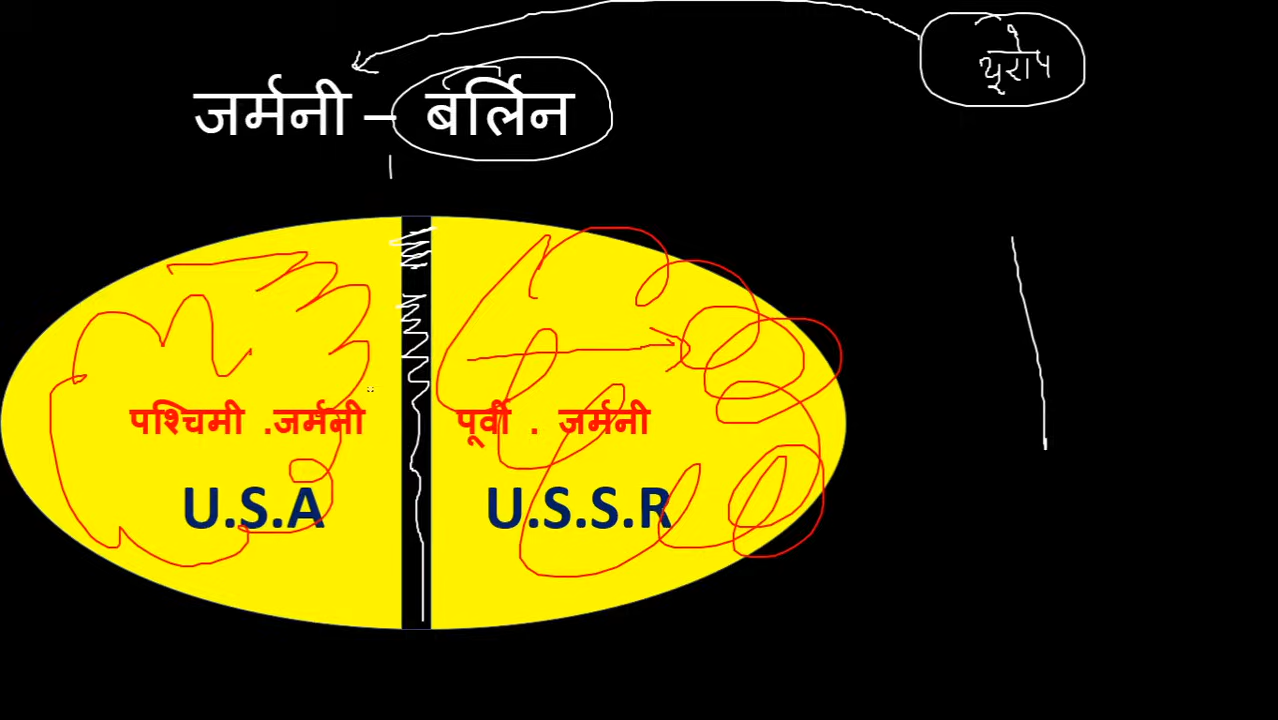 यूरोप
जर्मनी – बर्लिन
पश्चिमी .जर्मनी
पूर्वी . जर्मनी
U.S.A
U.S.S.R